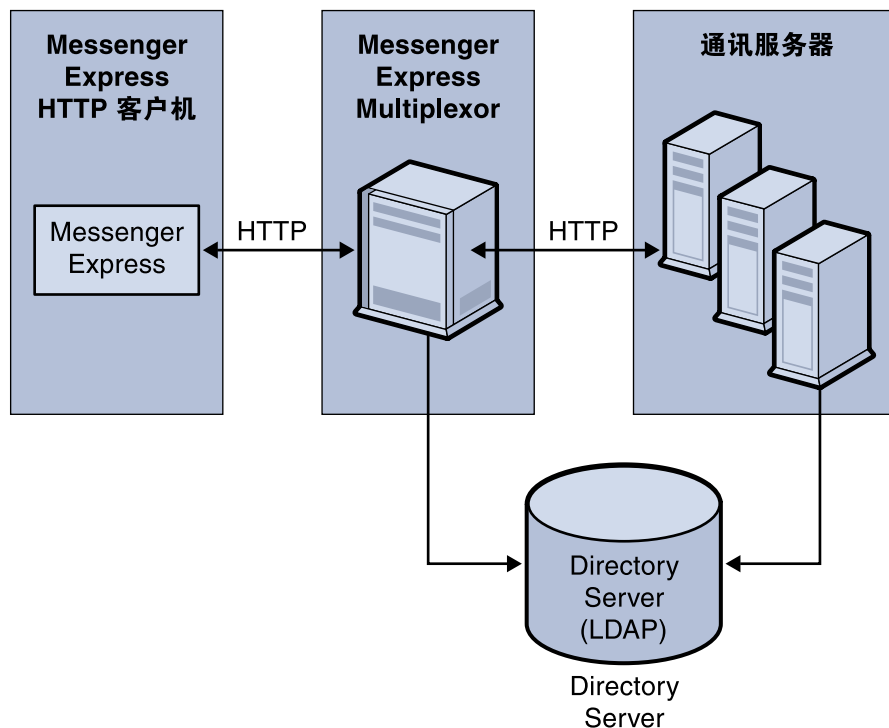 Messenger
Express
HTTP 客户机
Messenger
Express
Multiplexor
通讯服务器
Messenger
Express
HTTP
HTTP
Directory
Server
(LDAP)
Directory
Server